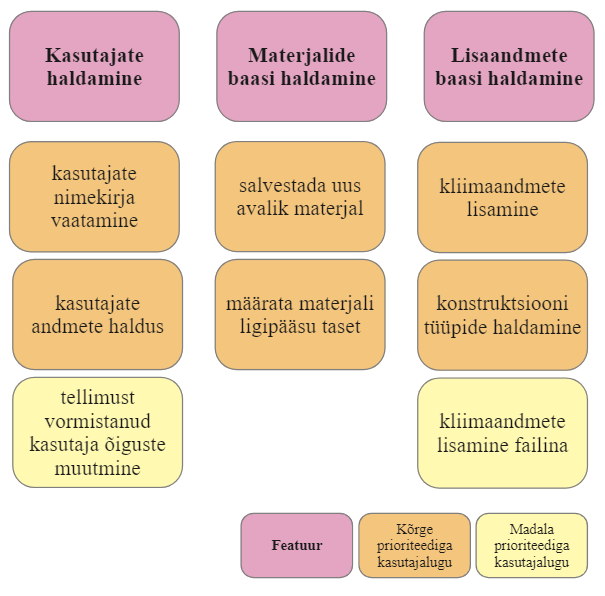 Kasutajate
haldamine
Materjalide
baasi haldamine
Lisaandmete
baasi haldamine
kasutajate
nimekirja
vaatamine
salvestada uus
avalik materjal
kliimaandmete
lisamine
kasutajate
andmete haldus
määrata materjali
ligipääsu taset
konstruktsiooni
tüüpide haldamine
tellimust
vormistanud
kasutaja õiguste
muutmine
kliimaandmete
lisamine failina
Featuur
Kõrge
prioriteediga
kasutajalugu
Madala
prioriteediga
kasutajalugu